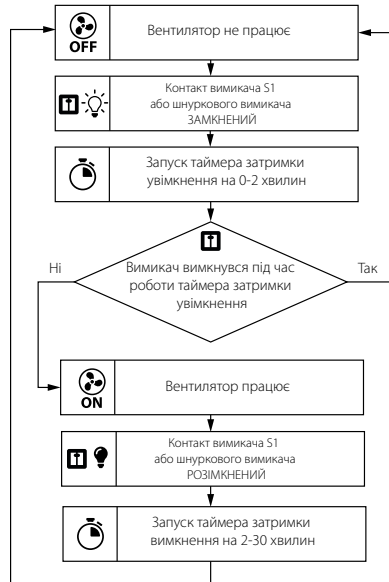 OFF
Вентилятор не працює
Контакт вимикача S1
або шнуркового вимикача
ЗАМКНЕНИЙ
Запуск таймера затримки
увімкнення на 0-2 хвилин
Ні
Так
Вимикач вимкнувся під час
роботи таймера затримки
увімкнення
ON
Вентилятор працює
Контакт вимикача S1
або шнуркового вимикача
РОЗІМКНЕНИЙ
Запуск таймера затримки
вимкнення на 2-30 хвилин